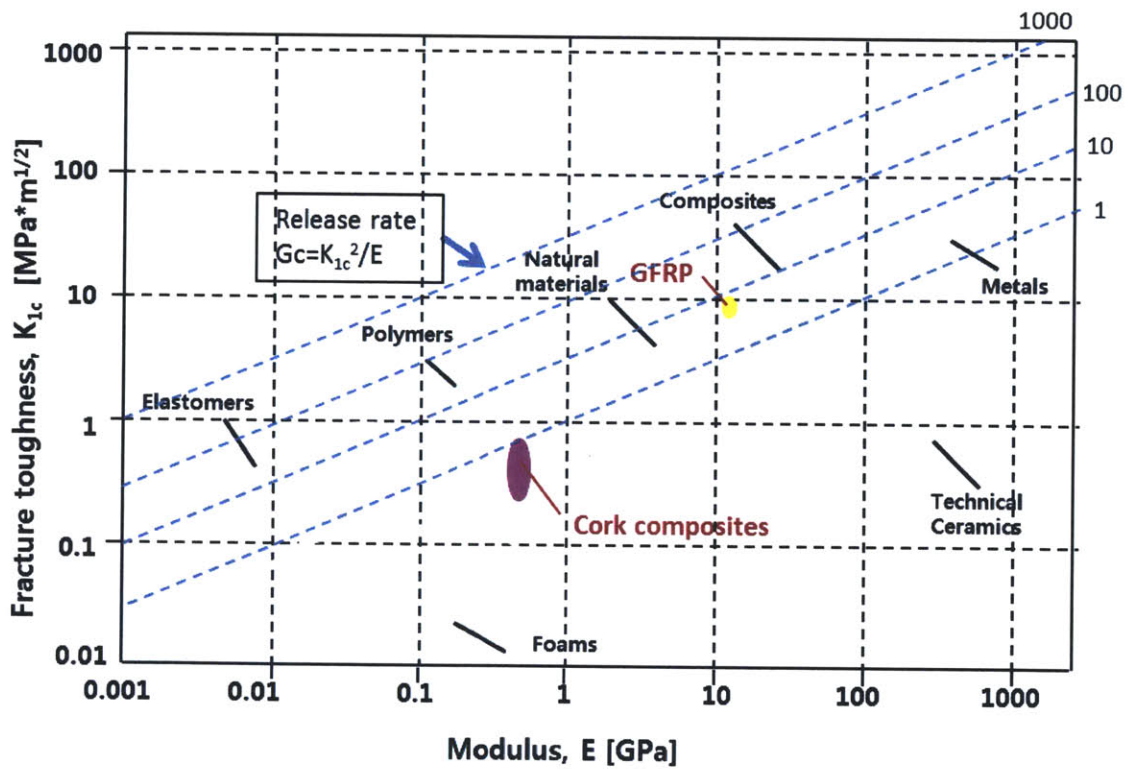 1000
1000
100
10
1
0.1
0.01
100
10
1
Fracture toughness, K1c [MPa*m1/2]
Release rate
Gc=K1c2/E
Composites
Natural
materials
GFRP
Metals
Polymers
Elastomers
Cork composites
Technical
Ceramics
Foams
0.001
0.01
0.1
1
10
100
1000
Modulus, E [GPa]